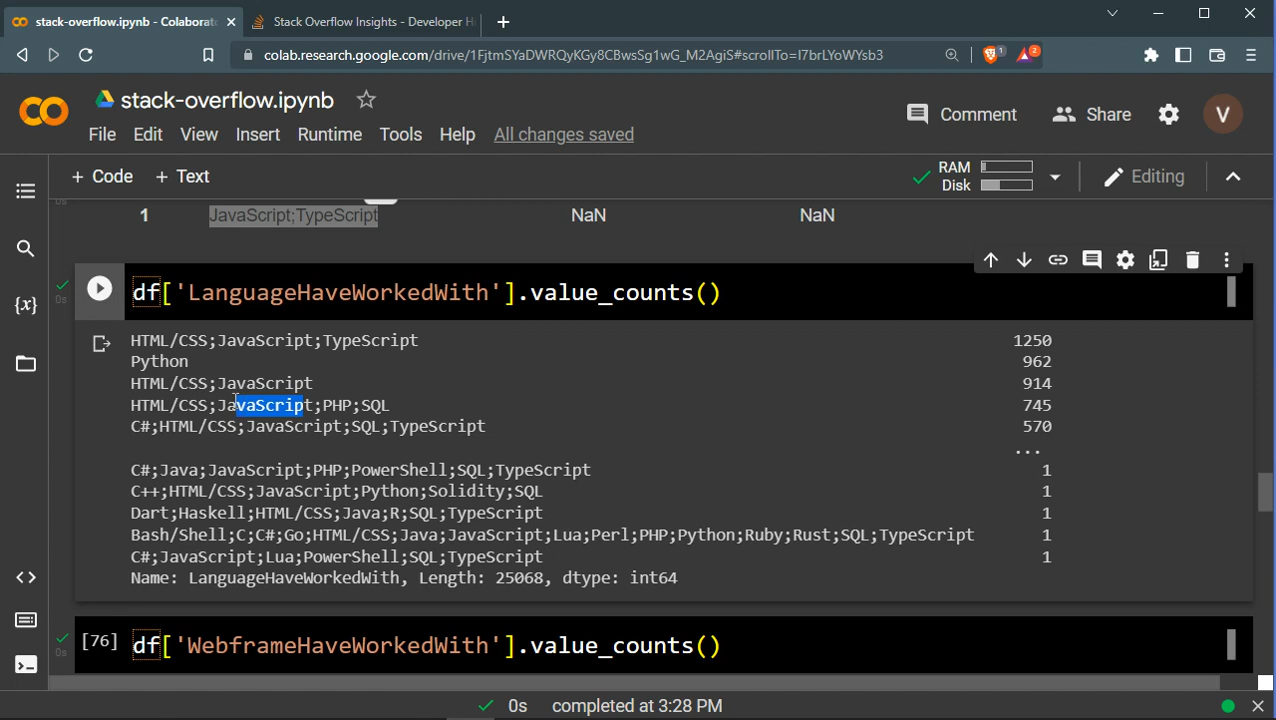 stack-overflow.ipynb - Colaborato
Stack Overflow Insights - Developer H
colab.research.google.com/drive/1FjtmSYaDWRQyKGy8CBwsSg1wG_M2AgiS#scrollTo=I7brLYoWYsb3
1
2
stack-overflow.ipynb
File Edit View Insert Runtime Tools Help All changes saved
Comment
Share
V
+ Code + Text
RAM
Disk
Editing
0s
1 JavaScript;TypeScript NaN NaN
0s
df['LanguageHaveWorkedWith'].value_counts()
HTML/CSS;JavaScript;TypeScript 1250
Python 962
HTML/CSS;JavaScript 914
HTML/CSS;JavaScript;PHP;SQL 745
C#;HTML/CSS;JavaScript;SQL;TypeScript 570
...
C#;Java;JavaScript;PHP;PowerShell;SQL;TypeScript 1
C++;HTML/CSS;JavaScript;Python;Solidity;SQL 1
Dart;Haskell;HTML/CSS;Java;R;SQL;TypeScript 1
Bash/Shell;C;C#;Go;HTML/CSS;Java;JavaScript;Lua;Perl;PHP;Python;Ruby;Rust;SQL;TypeScript 1
C#;JavaScript;Lua;PowerShell;SQL;TypeScript 1
Name: LanguageHaveWorkedWith, Length: 25068, dtype: int64
0s
[76] df['WebframeHaveWorkedWith'].value_counts()
0s completed at 3:28 PM